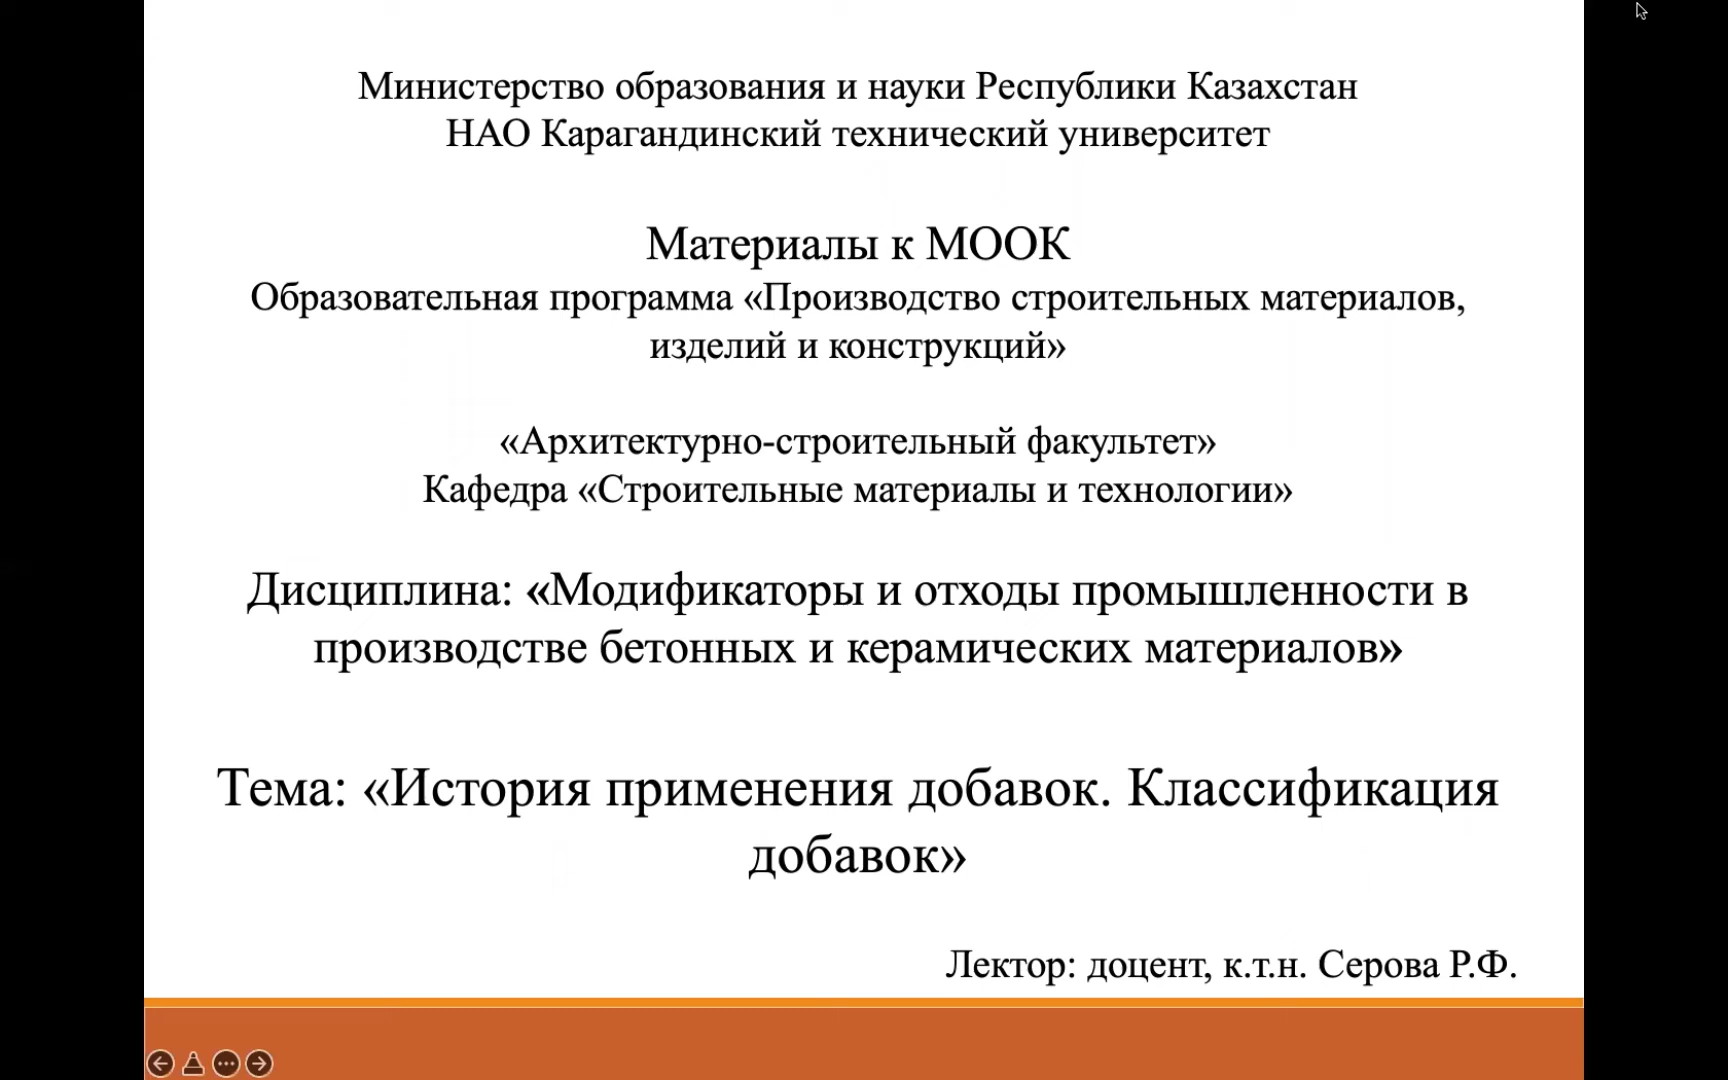 Министерство образования и науки Республики Казахстан
НАО Карагандинский технический университет
Материалы к МООК
Образовательная программа «Производство строительных материалов,
изделий и конструкций»
«Архитектурно-строительный факультет»
Кафедра «Строительные материалы и технологии»
Дисциплина: «Модификаторы и отходы промышленности в
производстве бетонных и керамических материалов»
Тема: «История применения добавок. Классификация
добавок»
Лектор: доцент, к.т.н. Серова Р.Ф.